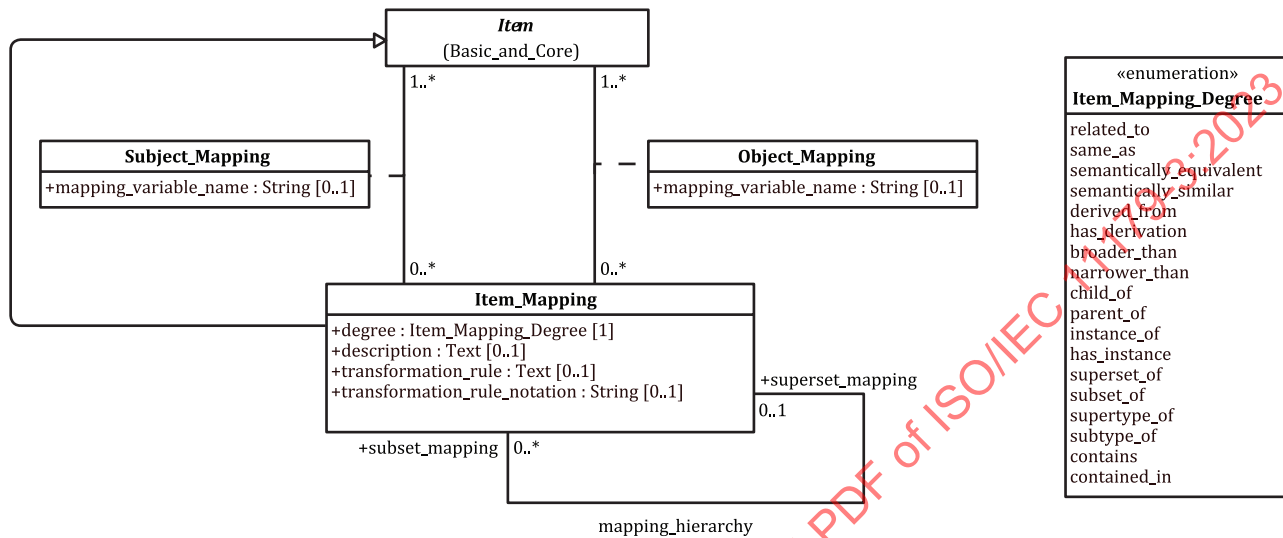 Item
(Basic_and_Core)
1..*
1..*
Subject_Mapping
+mapping_variable_name : String [0..1]
Object_Mapping
+mapping_variable_name : String [0..1]
0..*
0..*
Item_Mapping
+degree : Item_Mapping_Degree [1]
+description : Text [0..1]
+transformation_rule : Text [0..1]
+transformation_rule_notation : String [0..1]
+superset_mapping
0..1
+subset_mapping
0..*
mapping_hierarchy
«enumeration»
Item_Mapping_Degree
related_to
same_as
semantically_equivalent
semantically_similar
derived_from
has_derivation
broader_than
narrower_than
child_of
parent_of
instance_of
has_instance
superset_of
subset_of
supertype_of
subtype_of
contains
contained_in
PDF of ISO/IEC 11179-3:2023